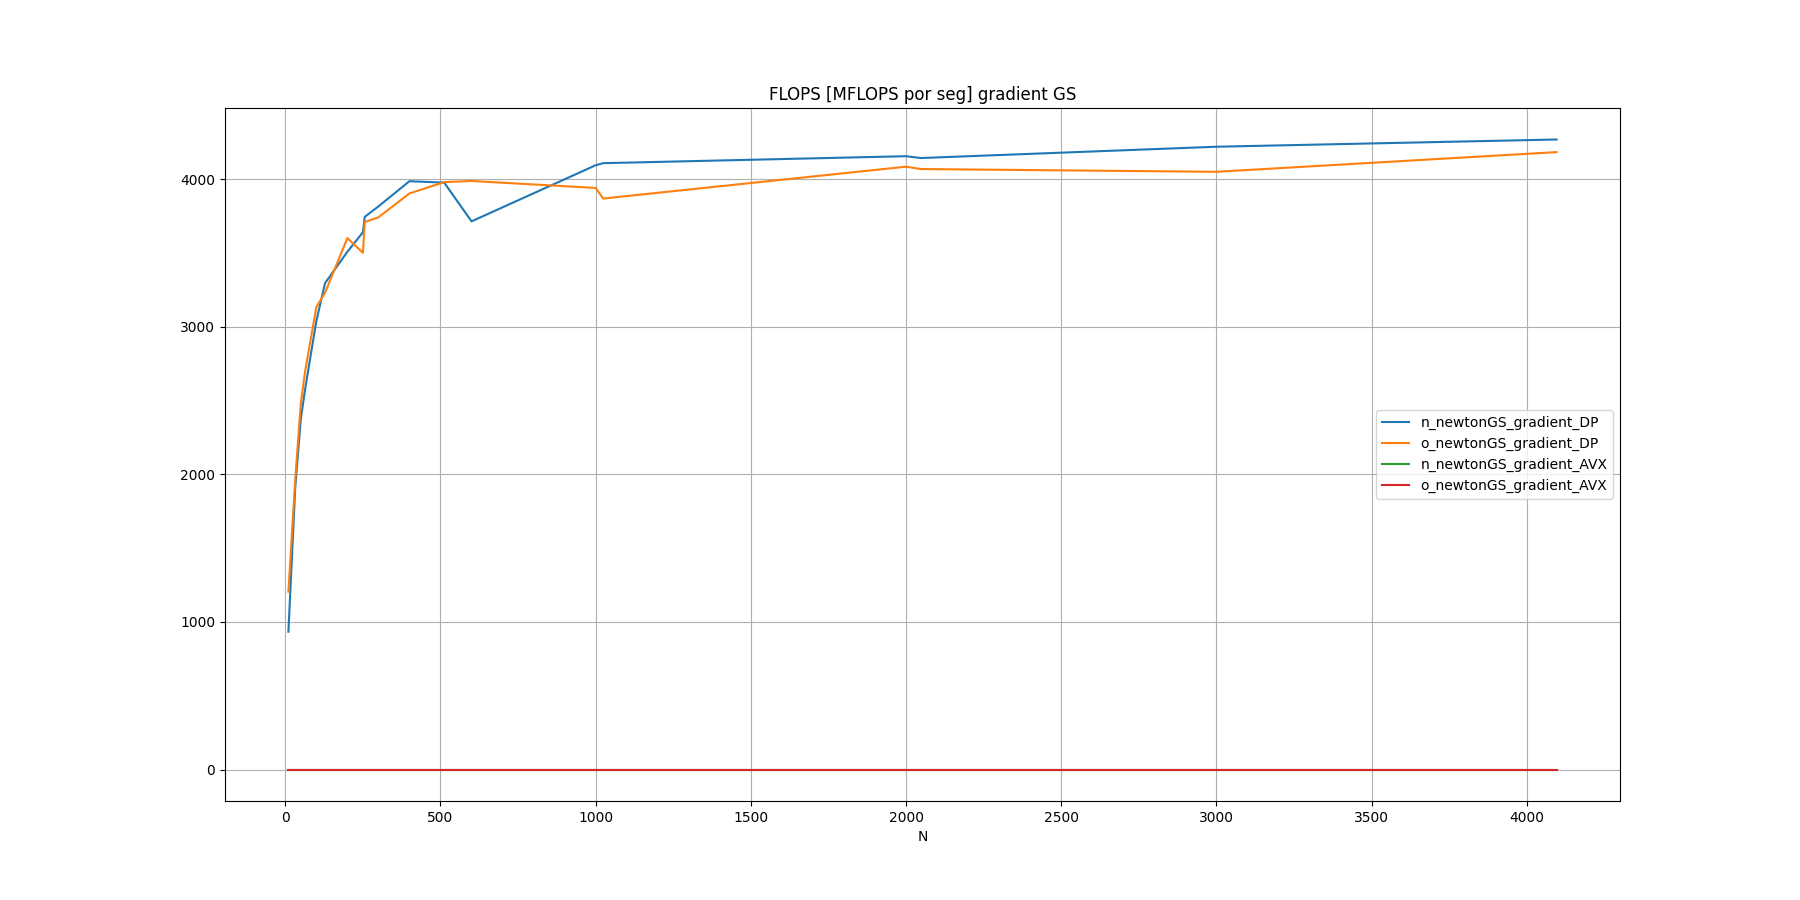 FLOPS [MFLOPS por seg] gradient GS
4000
3000
2000
1000
0
n_newtonGS_gradient_DP
o_newtonGS_gradient_DP
n_newtonGS_gradient_AVX
o_newtonGS_gradient_AVX
0 500 1000 1500 2000 2500 3000 3500 4000
N